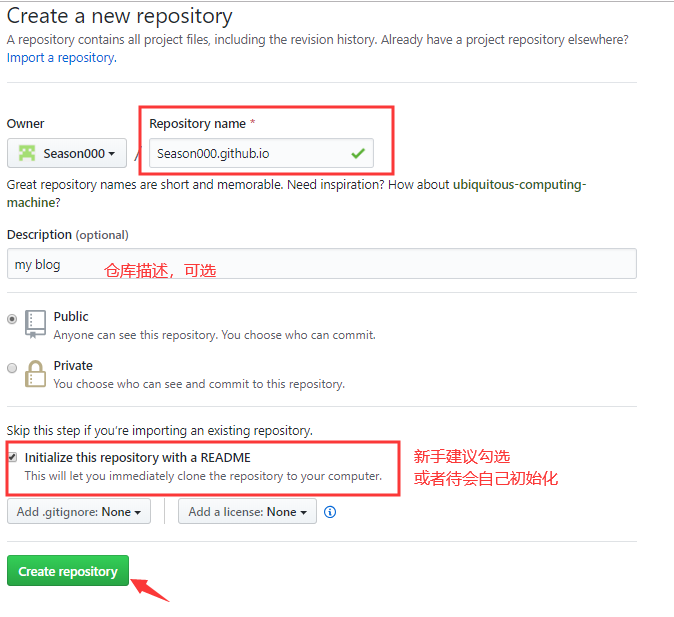 Create a new repository
A repository contains all project files, including the revision history. Already have a project repository elsewhere?
Import a repository.
Owner
Repository name *
Season000
/
Season000.github.io
Great repository names are short and memorable. Need inspiration? How about ubiquitous-computing-
machine?
Description (optional)
my blog
仓库描述，可选
Public
Anyone can see this repository. You choose who can commit.
Private
You choose who can see and commit to this repository.
Skip this step if you're importing an existing repository.
Initialize this repository with a README
This will let you immediately clone the repository to your computer.
新手建议勾选
或者待会自己初始化
Add .gitignore: None
Add a license: None
Create repository